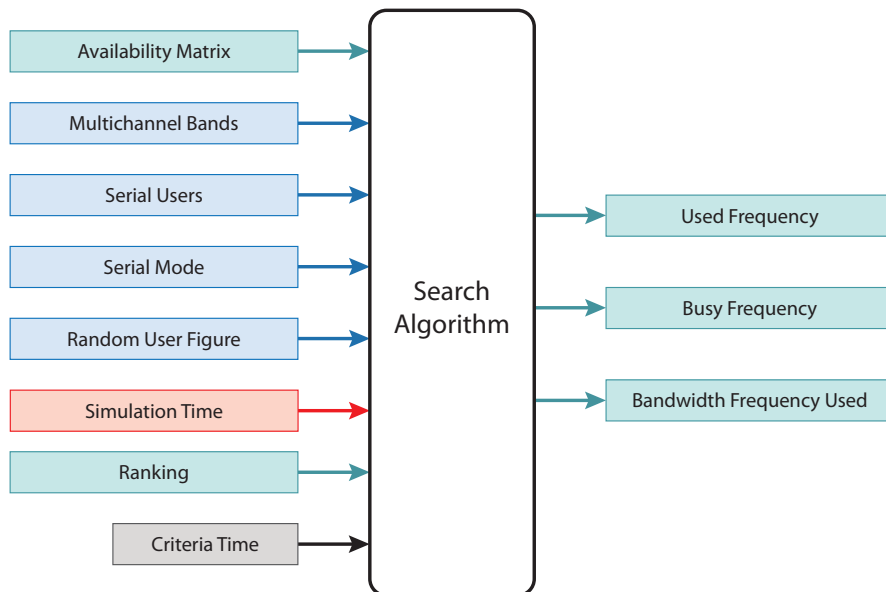 Availability Matrix
Multichannel Bands
Serial Users
Serial Mode
Random User Figure
Simulation Time
Ranking
Criteria Time
Search
Algorithm
Used Frequency
Busy Frequency
Bandwidth Frequency Used